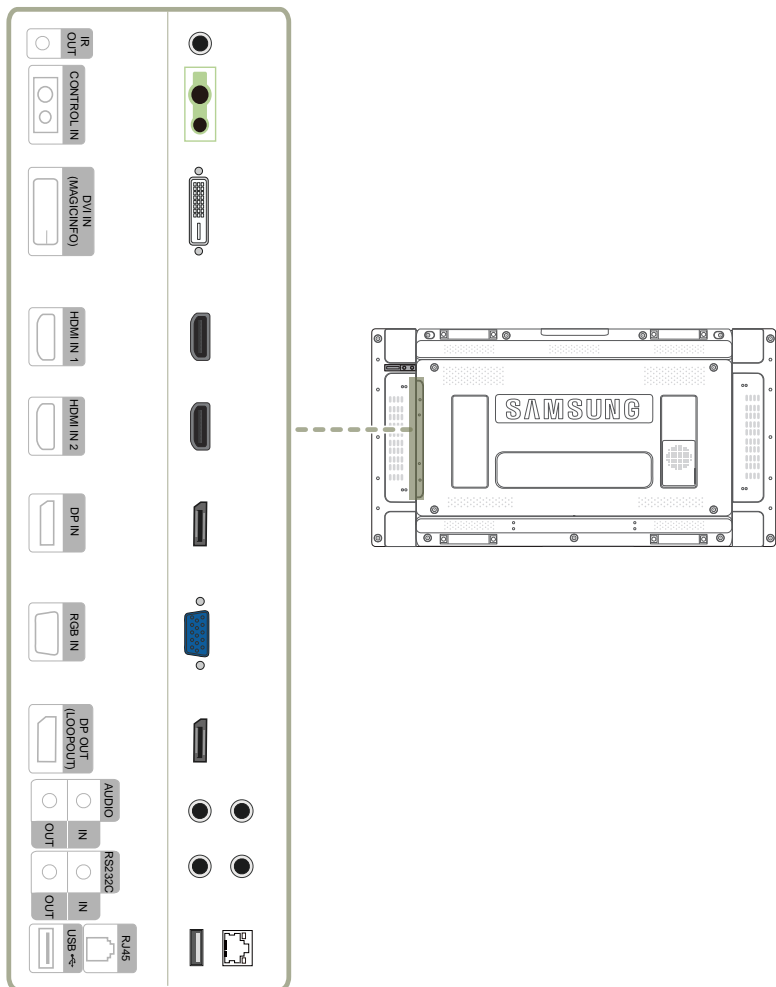 IR
OUT
CONTROL IN
DVI IN
(MAGICINFO)
HDMI IN 1
HDMI IN 2
DP IN
RGB IN
DP OUT
(LOOPOUT)
AUDIO
IN
OUT
RS232C
IN
OUT
RJ45
USB
SAMSUNG